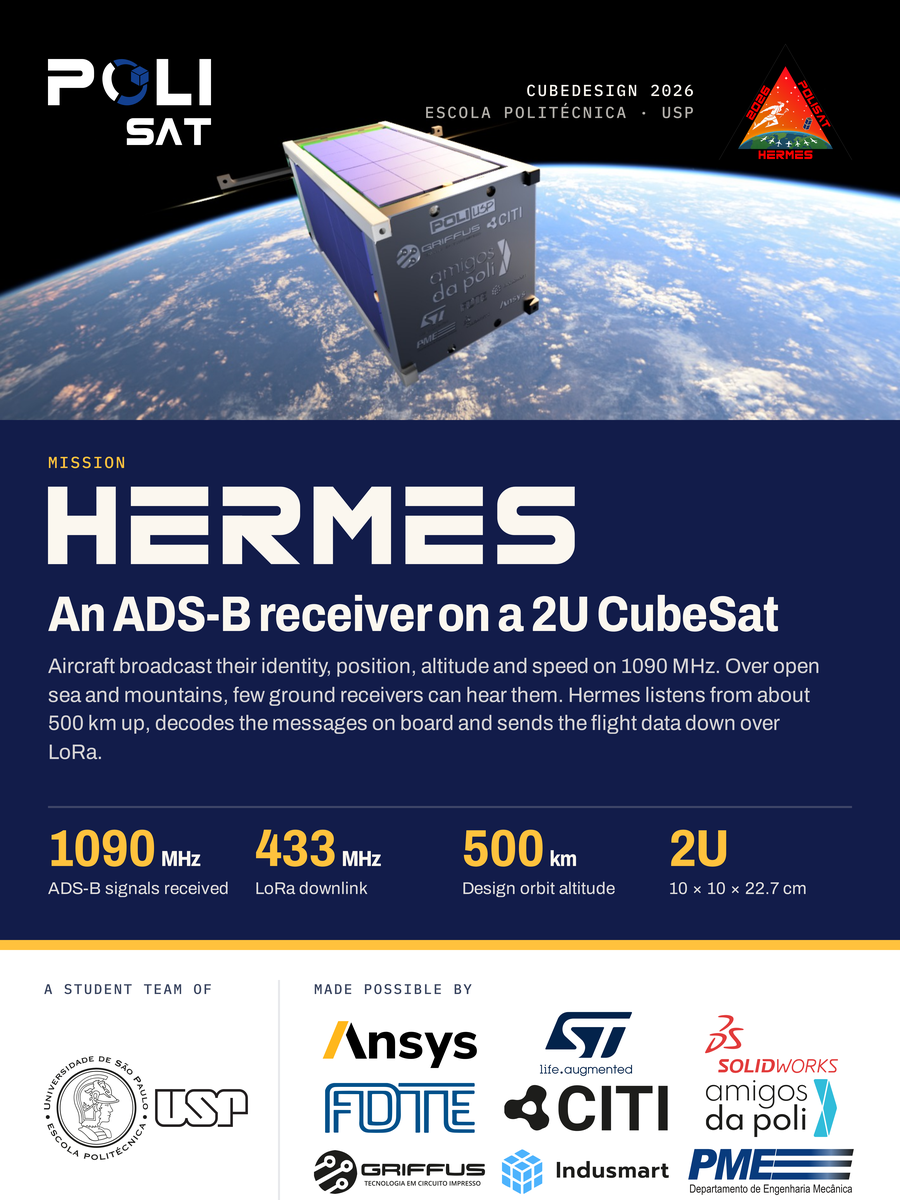 POLI
SAT
CUBEDESIGN 2026
ESCOLA POLITÉCNICA · USP
2026
POLISAT
HERMES
POLI USP
GRIFFUS
CITI
amigos
da poli
ST
FDTE
Ansys
PME
MISSION
HERMES
An ADS-B receiver on a 2U CubeSat
Aircraft broadcast their identity, position, altitude and speed on 1090 MHz. Over open
sea and mountains, few ground receivers can hear them. Hermes listens from about
500 km up, decodes the messages on board and sends the flight data down over
LoRa.
1090 MHz
ADS-B signals received
433 MHz
LoRa downlink
500 km
Design orbit altitude
2U
10 × 10 × 22.7 cm
A STUDENT TEAM OF
UNIVERSIDADE DE SÃO PAULO
ESCOLA POLITÉCNICA
USP
MADE POSSIBLE BY
Ansys
ST
life.augmented
SOLIDWORKS
FDTE
CITI
amigos
da poli
GRIFFUS
TECNOLOGIA EM CIRCUITO IMPRESSO
Indusmart
PME
Departamento de Engenharia Mecânica